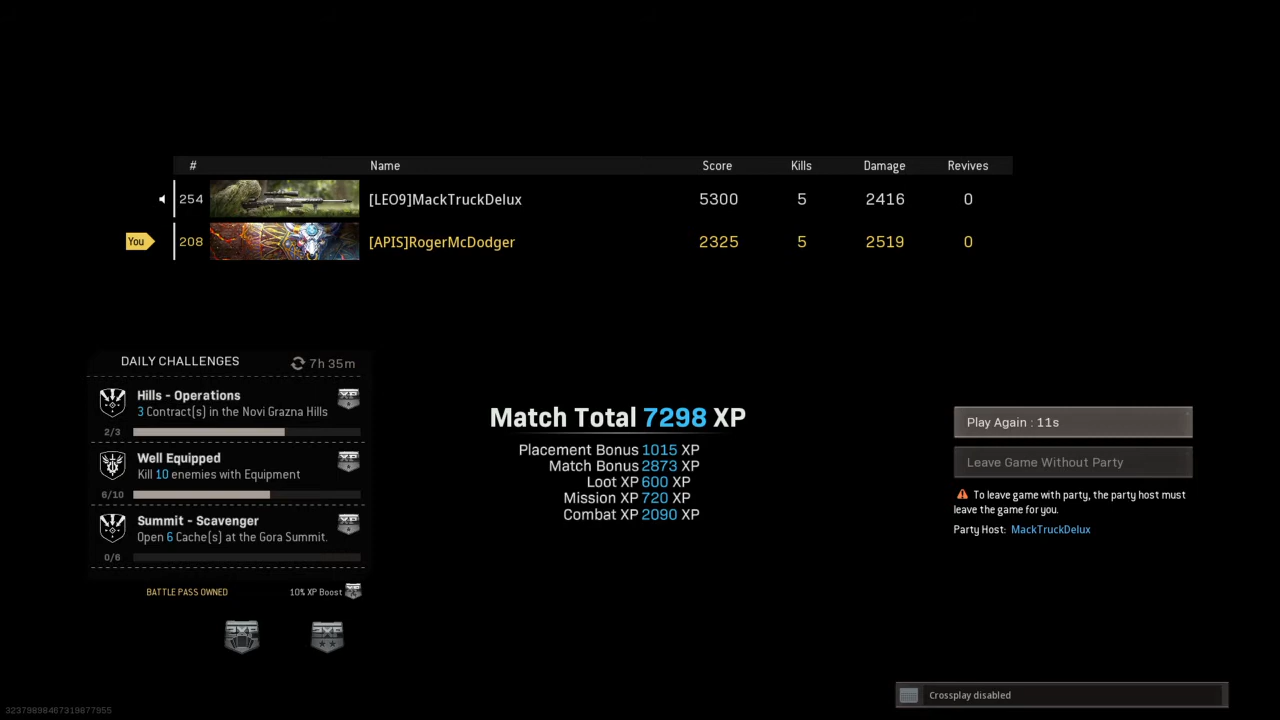 # Name Score Kills Damage Revives
254 [LEO9]MackTruckDelux 5300 5 2416 0
You 208 [APIS]RogerMcDodger 2325 5 2519 0
DAILY CHALLENGES 7h 35m
Hills - Operations
3 Contract(s) in the Novi Grazna Hills
2/3
Well Equipped
Kill 10 enemies with Equipment
6/10
Summit - Scavenger
Open 6 Cache(s) at the Gora Summit.
0/6
BATTLE PASS OWNED 10% XP Boost
Match Total 7298 XP
Placement Bonus 1015 XP
Match Bonus 2873 XP
Loot XP 600 XP
Mission XP 720 XP
Combat XP 2090 XP
Play Again : 11s
Leave Game Without Party
To leave game with party, the party host must
leave the game for you.
Party Host: MackTruckDelux
Crossplay disabled